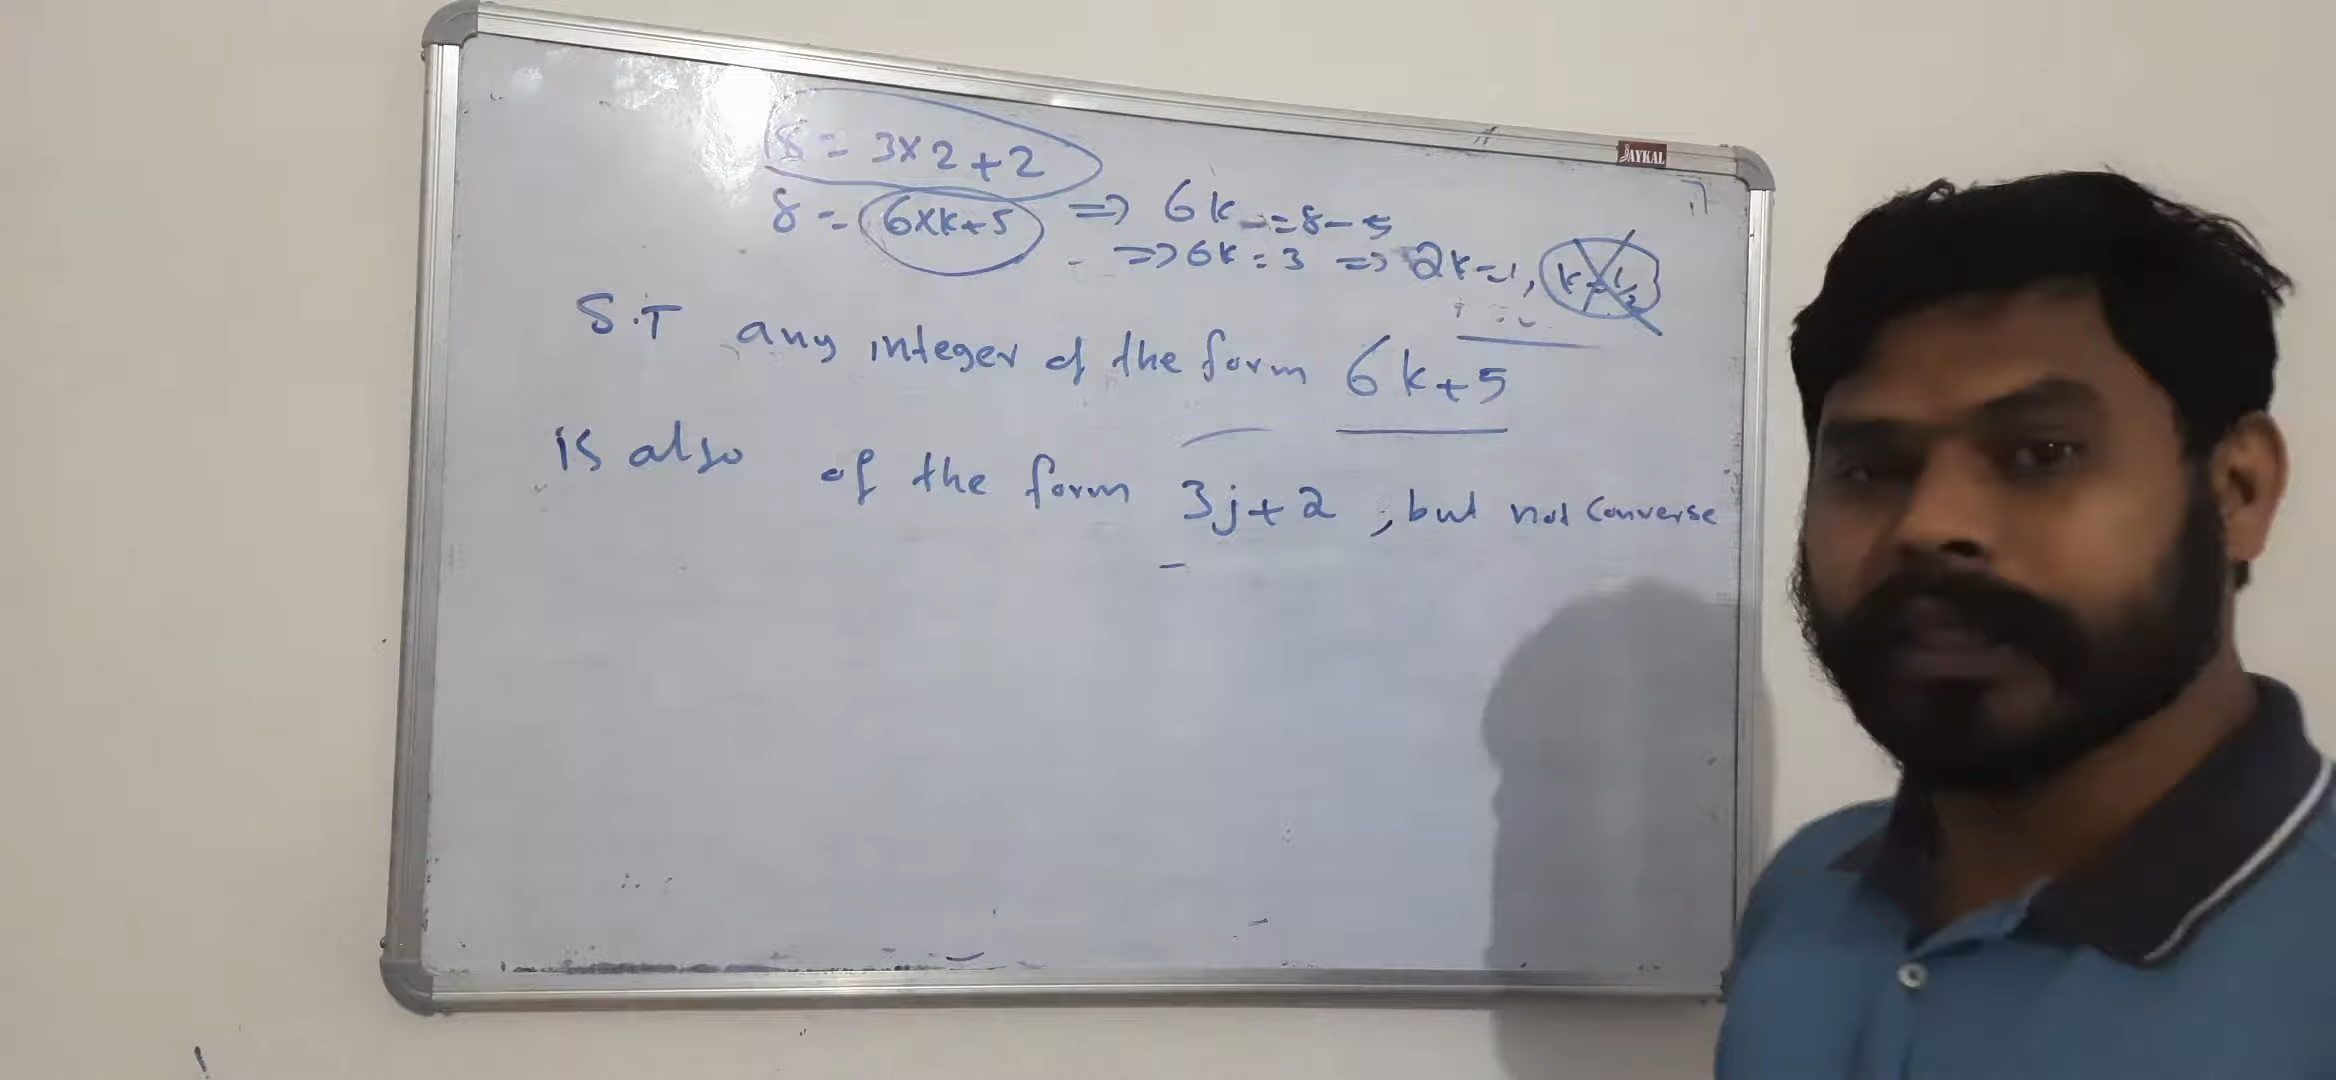 8 = 3×2+2
8 = 6×k+5 => 6k = 8-5
=> 6k = 3 => 2k=1, k=1/2
JAYKAL
S.T any integer of the form 6k+5
is also of the form 3j+2, but not Converse